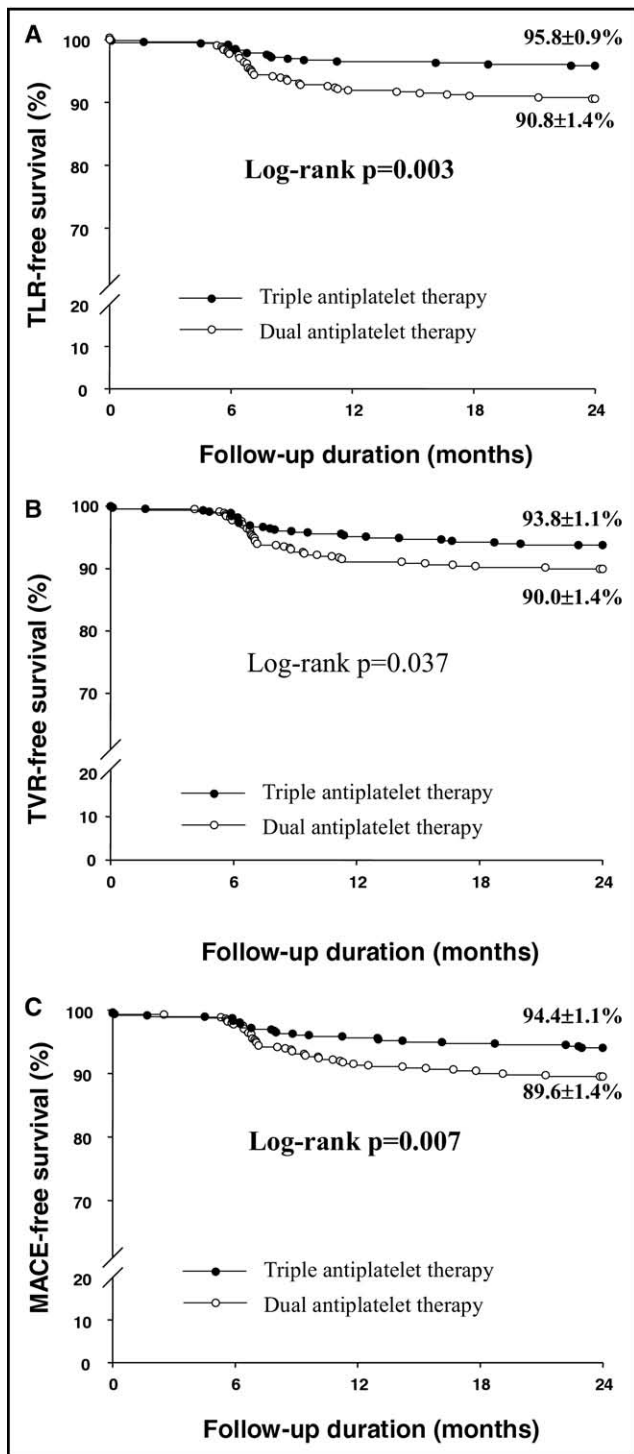 A
100
90
80
70
20
10
0
TLR-free survival (%)
95.8±0.9%
90.8±1.4%
Log-rank p=0.003
Triple antiplatelet therapy
Dual antiplatelet therapy
0 6 12 18 24
Follow-up duration (months)
B
100
90
80
70
20
10
0
TVR-free survival (%)
93.8±1.1%
90.0±1.4%
Log-rank p=0.037
Triple antiplatelet therapy
Dual antiplatelet therapy
0 6 12 18 24
Follow-up duration (months)
C
100
90
80
70
20
10
0
MACE-free survival (%)
94.4±1.1%
89.6±1.4%
Log-rank p=0.007
Triple antiplatelet therapy
Dual antiplatelet therapy
0 6 12 18 24
Follow-up duration (months)